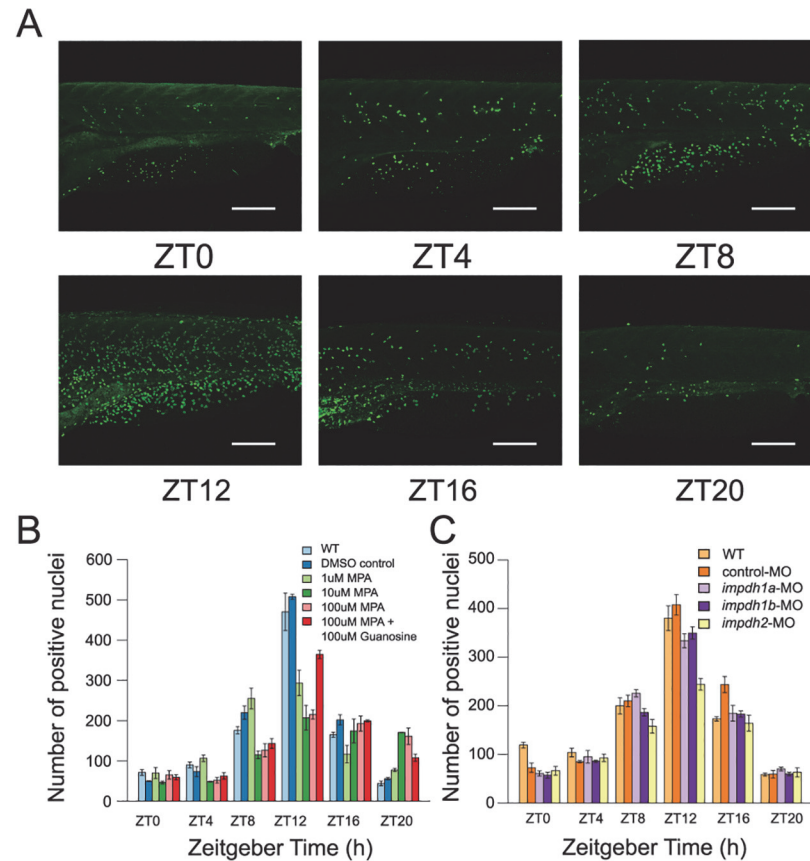 A
ZT0 ZT4 ZT8
ZT12 ZT16 ZT20
B
Number of positive nuclei
600
500
400
300
200
100
0
WT
DMSO control
1uM MPA
10uM MPA
100uM MPA
100uM MPA +
100uM Guanosine
ZT0 ZT4 ZT8 ZT12 ZT16 ZT20
Zeitgeber Time (h)
C
Number of positive nuclei
500
400
300
200
100
0
WT
control-MO
impdh1a-MO
impdh1b-MO
impdh2-MO
ZT0 ZT4 ZT8 ZT12 ZT16 ZT20
Zeitgeber Time (h)